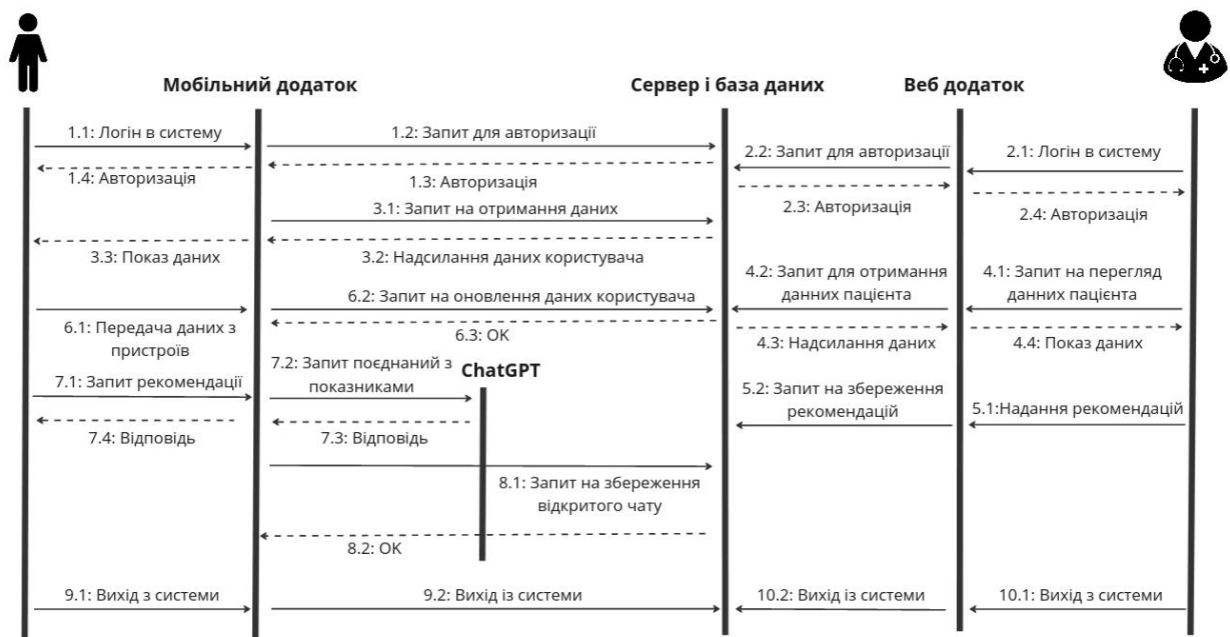 Мобільний додаток
Сервер і база даних
Веб додаток
1.1: Логін в систему
1.2: Запит для авторизації
2.2: Запит для авторизації
2.1: Логін в систему
1.4: Авторизація
1.3: Авторизація
2.3: Авторизація
2.4: Авторизація
3.1: Запит на отримання даних
3.3: Показ даних
3.2: Надсилання даних користувача
4.2: Запит для отримання
данних пацієнта
4.1: Запит на перегляд
данних пацієнта
6.2: Запит на оновлення даних користувача
6.1: Передача даних з
пристроїв
6.3: OK
4.3: Надсилання даних
4.4: Показ даних
7.2: Запит поєднаний з
показниками
ChatGPT
7.1: Запит рекомендації
5.2: Запит на збереження
рекомендацій
5.1:Надання рекомендацій
7.4: Відповідь
7.3: Відповідь
8.1: Запит на збереження
відкритого чату
8.2: OK
9.1: Вихід з системи
9.2: Вихід із системи
10.2: Вихід із системи
10.1: Вихід з системи